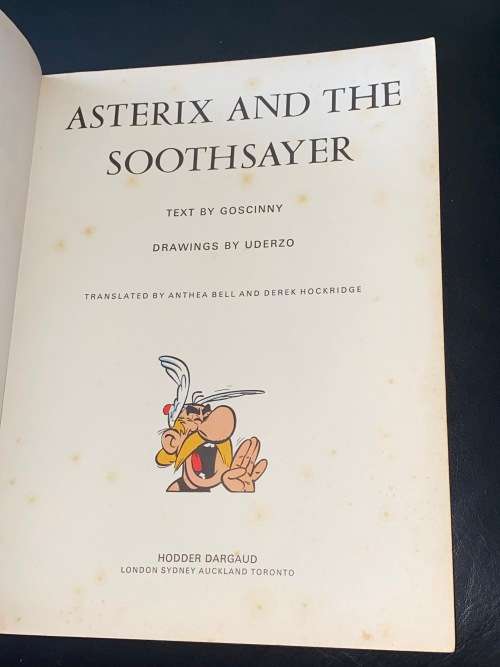 ASTERIX AND THE
SOOTHSAYER
TEXT BY GOSCINNY
DRAWINGS BY UDERZO
TRANSLATED BY ANTHEA BELL AND DEREK HOCKRIDGE
HODDER DARGAUD
LONDON SYDNEY AUCKLAND TORONTO